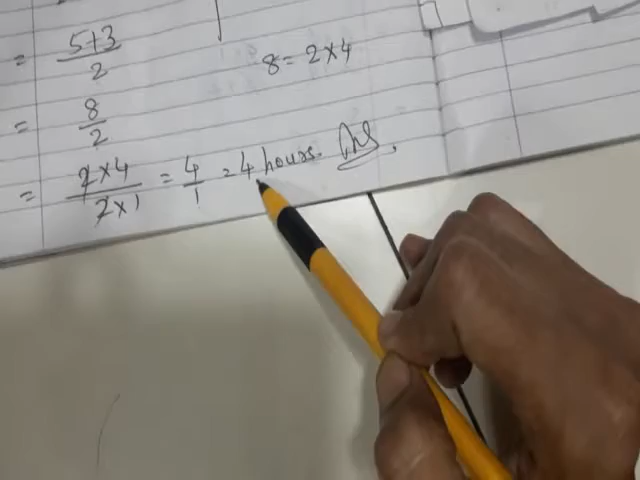 = 5+3/2
8 = 2×4
= 8/2
= 2×4/2×1 = 4/1 = 4 hours. Ans.